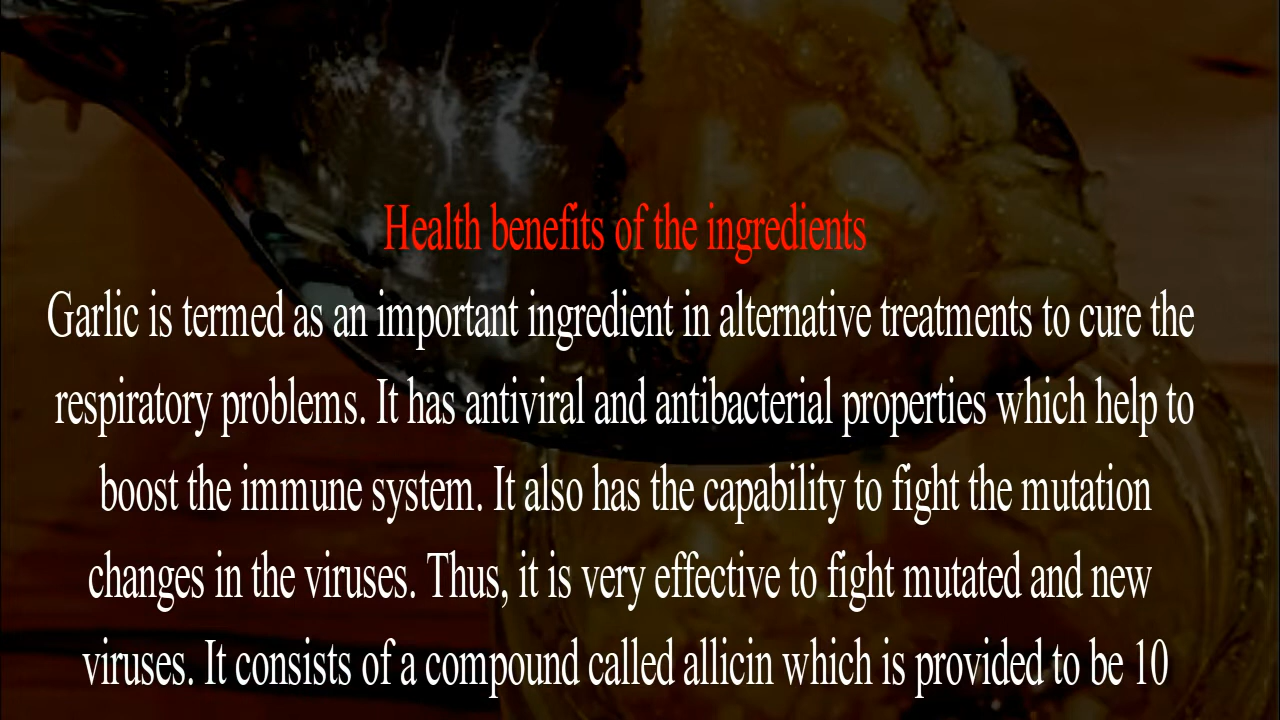 Health benefits of the ingredients
Garlic is termed as an important ingredient in alternative treatments to cure the
respiratory problems. It has antiviral and antibacterial properties which help to
boost the immune system. It also has the capability to fight the mutation
changes in the viruses. Thus, it is very effective to fight mutated and new
viruses. It consists of a compound called allicin which is provided to be 10